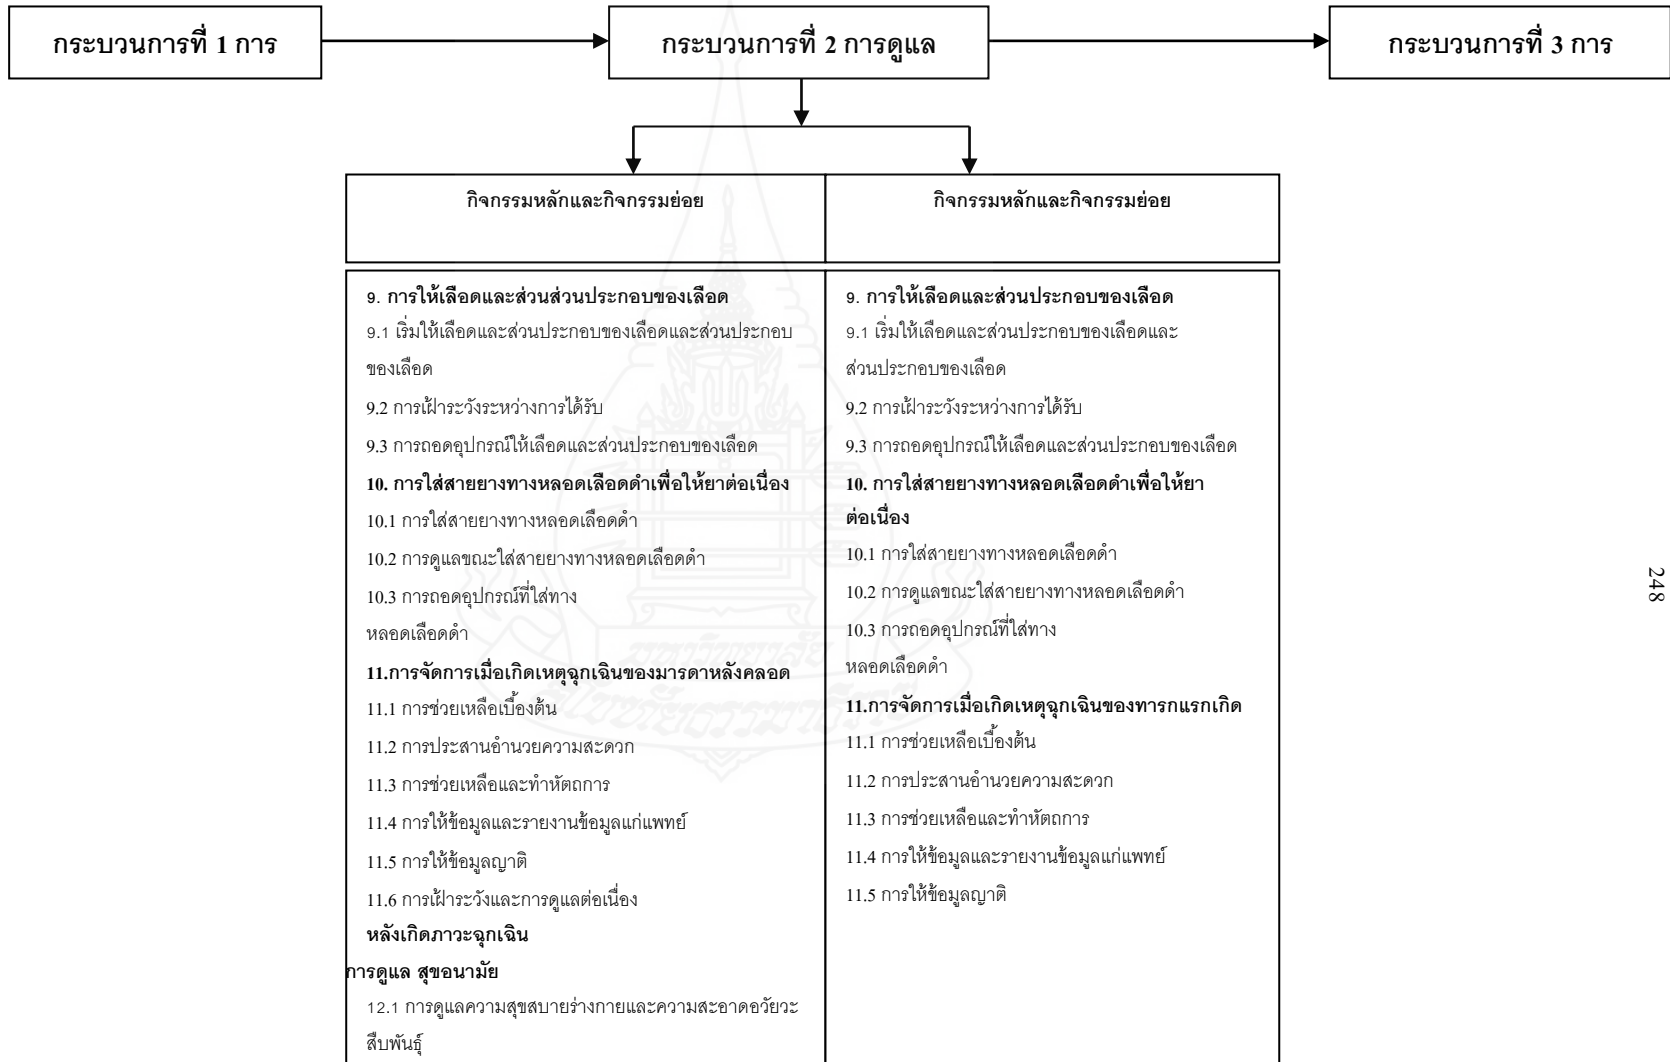 กระบวนการที่ 1 การ
กระบวนการที่ 2 การดูแล
กระบวนการที่ 3 การ
กิจกรรมหลักและกิจกรรมย่อย
9. การให้เลือดและส่วนส่วนประกอบของเลือด
9.1 เริ่มให้เลือดและส่วนประกอบของเลือดและส่วนประกอบ
ของเลือด
9.2 การเฝ้าระวังระหว่างการได้รับ
9.3 การถอดอุปกรณ์ให้เลือดและส่วนประกอบของเลือด
10. การใส่สายยางทางหลอดเลือดดำเพื่อให้ยาต่อเนื่อง
10.1 การใส่สายยางทางหลอดเลือดดำ
10.2 การดูแลขณะใส่สายยางทางหลอดเลือดดำ
10.3 การถอดอุปกรณ์ที่ใส่ทาง
หลอดเลือดดำ
11.การจัดการเมื่อเกิดเหตุฉุกเฉินของมารดาหลังคลอด
11.1 การช่วยเหลือเบื้องต้น
11.2 การประสานอำนวยความสะดวก
11.3 การช่วยเหลือและทำหัตถการ
11.4 การให้ข้อมูลและรายงานข้อมูลแก่แพทย์
11.5 การให้ข้อมูลญาติ
11.6 การเฝ้าระวังและการดูแลต่อเนื่อง
หลังเกิดภาวะฉุกเฉิน
การดูแล สุขอนามัย
12.1 การดูแลความสุขสบายร่างกายและความสะอาดอวัยวะ
สืบพันธุ์
กิจกรรมหลักและกิจกรรมย่อย
9. การให้เลือดและส่วนประกอบของเลือด
9.1 เริ่มให้เลือดและส่วนประกอบของเลือดและ
ส่วนประกอบของเลือด
9.2 การเฝ้าระวังระหว่างการได้รับ
9.3 การถอดอุปกรณ์ให้เลือดและส่วนประกอบของเลือด
10. การใส่สายยางทางหลอดเลือดดำเพื่อให้ยา
ต่อเนื่อง
10.1 การใส่สายยางทางหลอดเลือดดำ
10.2 การดูแลขณะใส่สายยางทางหลอดเลือดดำ
10.3 การถอดอุปกรณ์ที่ใส่ทาง
หลอดเลือดดำ
11.การจัดการเมื่อเกิดเหตุฉุกเฉินของทารกแรกเกิด
11.1 การช่วยเหลือเบื้องต้น
11.2 การประสานอำนวยความสะดวก
11.3 การช่วยเหลือและทำหัตถการ
11.4 การให้ข้อมูลและรายงานข้อมูลแก่แพทย์
11.5 การให้ข้อมูลญาติ
248
มหาวิทยาลัย
สุโขทัยธรรมาธิราช